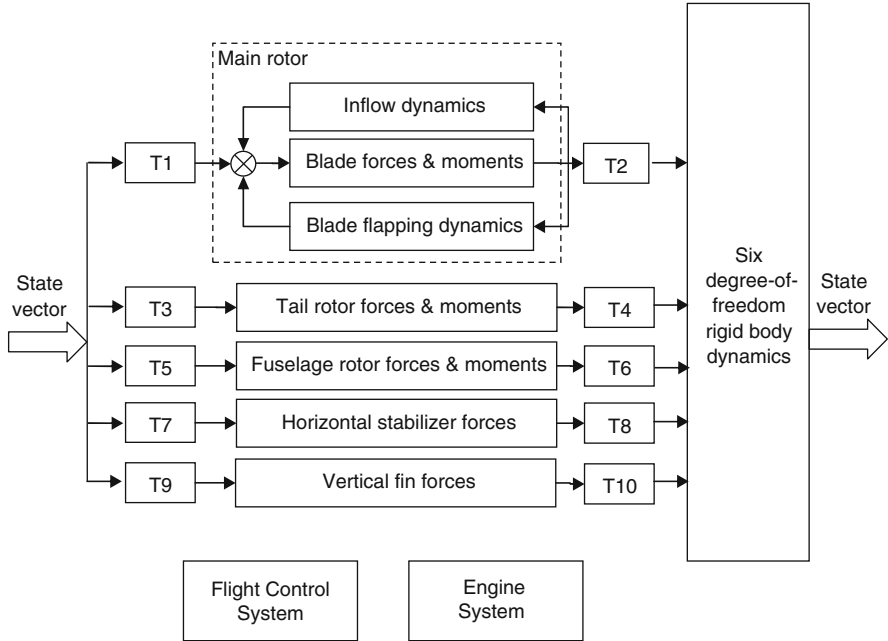 Main rotor
Inflow dynamics
T1
Blade forces & moments
T2
Blade flapping dynamics
State
vector
T3
Tail rotor forces & moments
T4
T5
Fuselage rotor forces & moments
T6
T7
Horizontal stabilizer forces
T8
T9
Vertical fin forces
T10
Six
degree-of-
freedom
rigid body
dynamics
State
vector
Flight Control
System
Engine
System